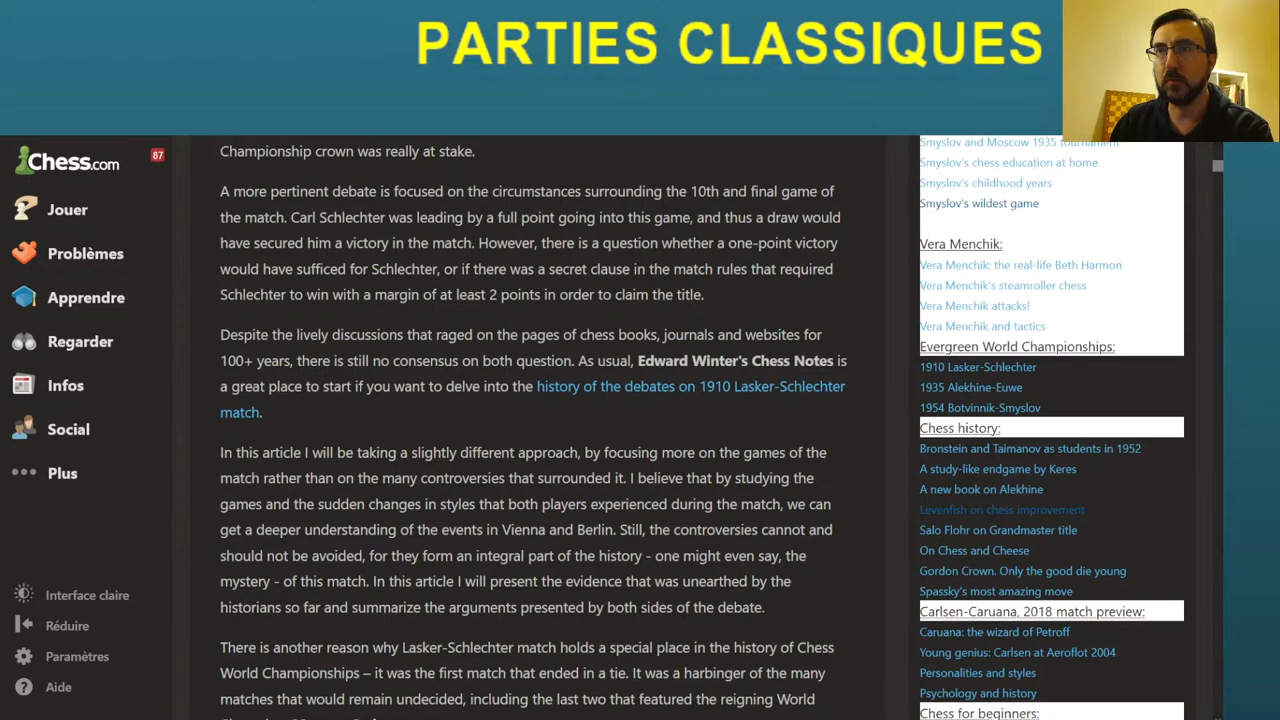 PARTIES CLASSIQUES
Chess.com
87
Jouer
Problèmes
Apprendre
Regarder
Infos
Social
Plus
Interface claire
Réduire
Paramètres
Aide
Championship crown was really at stake.
A more pertinent debate is focused on the circumstances surrounding the 10th and final game of
the match. Carl Schlechter was leading by a full point going into this game, and thus a draw would
have secured him a victory in the match. However, there is a question whether a one-point victory
would have sufficed for Schlechter, or if there was a secret clause in the match rules that required
Schlechter to win with a margin of at least 2 points in order to claim the title.
Despite the lively discussions that raged on the pages of chess books, journals and websites for
100+ years, there is still no consensus on both question. As usual, Edward Winter's Chess Notes is
a great place to start if you want to delve into the history of the debates on 1910 Lasker-Schlechter
match.
In this article I will be taking a slightly different approach, by focusing more on the games of the
match rather than on the many controversies that surrounded it. I believe that by studying the
games and the sudden changes in styles that both players experienced during the match, we can
get a deeper understanding of the events in Vienna and Berlin. Still, the controversies cannot and
should not be avoided, for they form an integral part of the history - one might even say, the
mystery - of this match. In this article I will present the evidence that was unearthed by the
historians so far and summarize the arguments presented by both sides of the debate.
There is another reason why Lasker-Schlechter match holds a special place in the history of Chess
World Championships – it was the first match that ended in a tie. It was a harbinger of the many
matches that would remain undecided, including the last two that featured the reigning World
Smyslov and Moscow 1935 tournament
Smyslov's chess education at home
Smyslov's childhood years
Smyslov's wildest game
Vera Menchik:
Vera Menchik: the real-life Beth Harmon
Vera Menchik's steamroller chess
Vera Menchik attacks!
Vera Menchik and tactics
Evergreen World Championships:
1910 Lasker-Schlechter
1935 Alekhine-Euwe
1954 Botvinnik-Smyslov
Chess history:
Bronstein and Taimanov as students in 1952
A study-like endgame by Keres
A new book on Alekhine
Levenfish on chess improvement
Salo Flohr on Grandmaster title
On Chess and Cheese
Gordon Crown. Only the good die young
Spassky's most amazing move
Carlsen-Caruana, 2018 match preview:
Caruana: the wizard of Petroff
Young genius: Carlsen at Aeroflot 2004
Personalities and styles
Psychology and history
Chess for beginners: